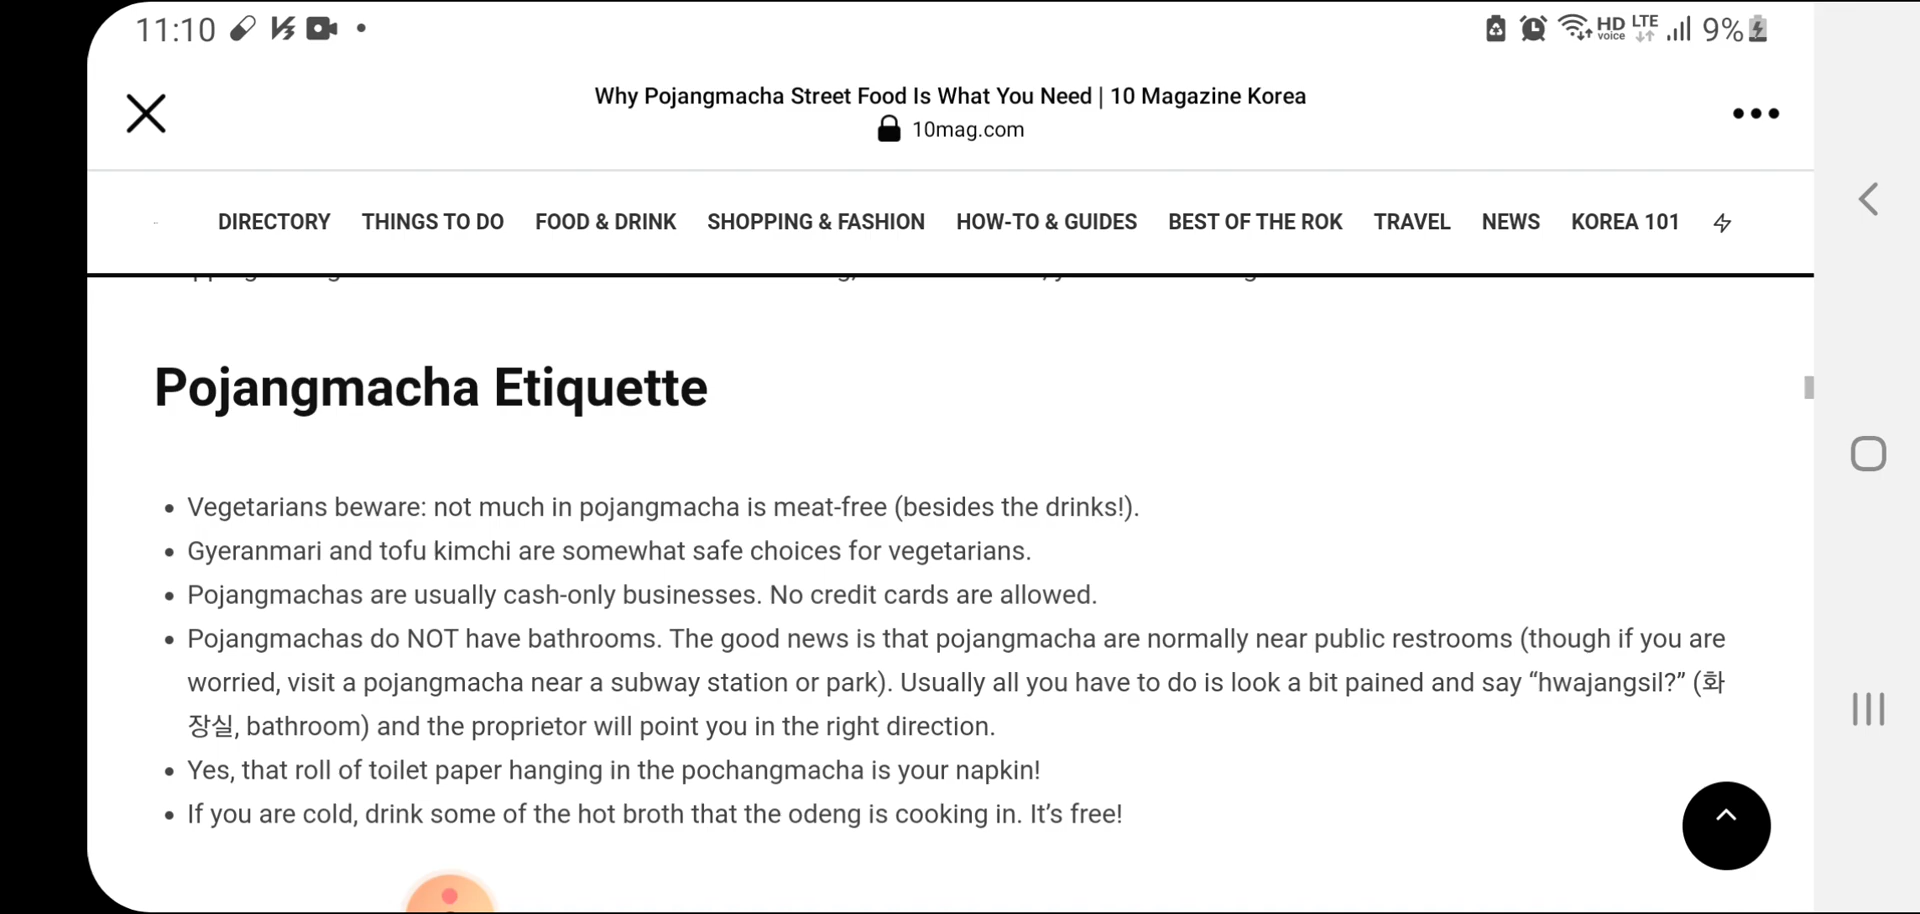 11:10
HD voice LTE 9%
Why Pojangmacha Street Food Is What You Need | 10 Magazine Korea
10mag.com
DIRECTORY THINGS TO DO FOOD & DRINK SHOPPING & FASHION HOW-TO & GUIDES BEST OF THE ROK TRAVEL NEWS KOREA 101
Pojangmacha Etiquette
• Vegetarians beware: not much in pojangmacha is meat-free (besides the drinks!).
• Gyeranmari and tofu kimchi are somewhat safe choices for vegetarians.
• Pojangmachas are usually cash-only businesses. No credit cards are allowed.
• Pojangmachas do NOT have bathrooms. The good news is that pojangmacha are normally near public restrooms (though if you are
worried, visit a pojangmacha near a subway station or park). Usually all you have to do is look a bit pained and say “hwajangsil?” (화
장실, bathroom) and the proprietor will point you in the right direction.
• Yes, that roll of toilet paper hanging in the pochangmacha is your napkin!
• If you are cold, drink some of the hot broth that the odeng is cooking in. It’s free!